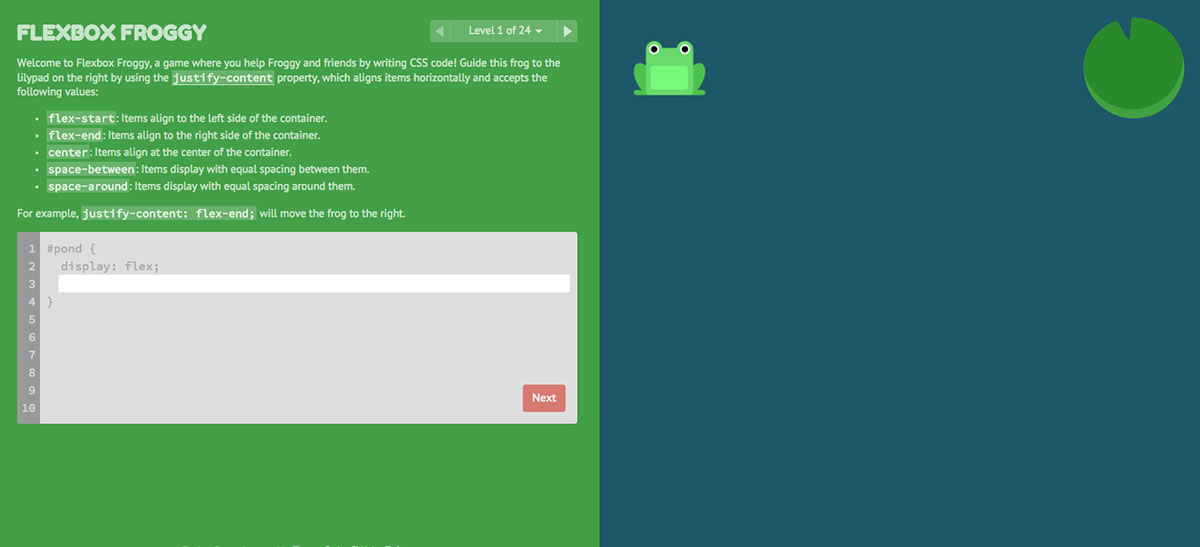 FLEXBOX FROGGY
Level 1 of 24
Welcome to Flexbox Froggy, a game where you help Froggy and friends by writing CSS code! Guide this frog to the
lilypad on the right by using the justify-content property, which aligns items horizontally and accepts the
following values:
• flex-start: Items align to the left side of the container.
• flex-end: Items align to the right side of the container.
• center: Items align at the center of the container.
• space-between: Items display with equal spacing between them.
• space-around: Items display with equal spacing around them.
For example, justify-content: flex-end; will move the frog to the right.
1 #pond {
2 display: flex;
3
4 }
5
6
7
8
9
10
Next